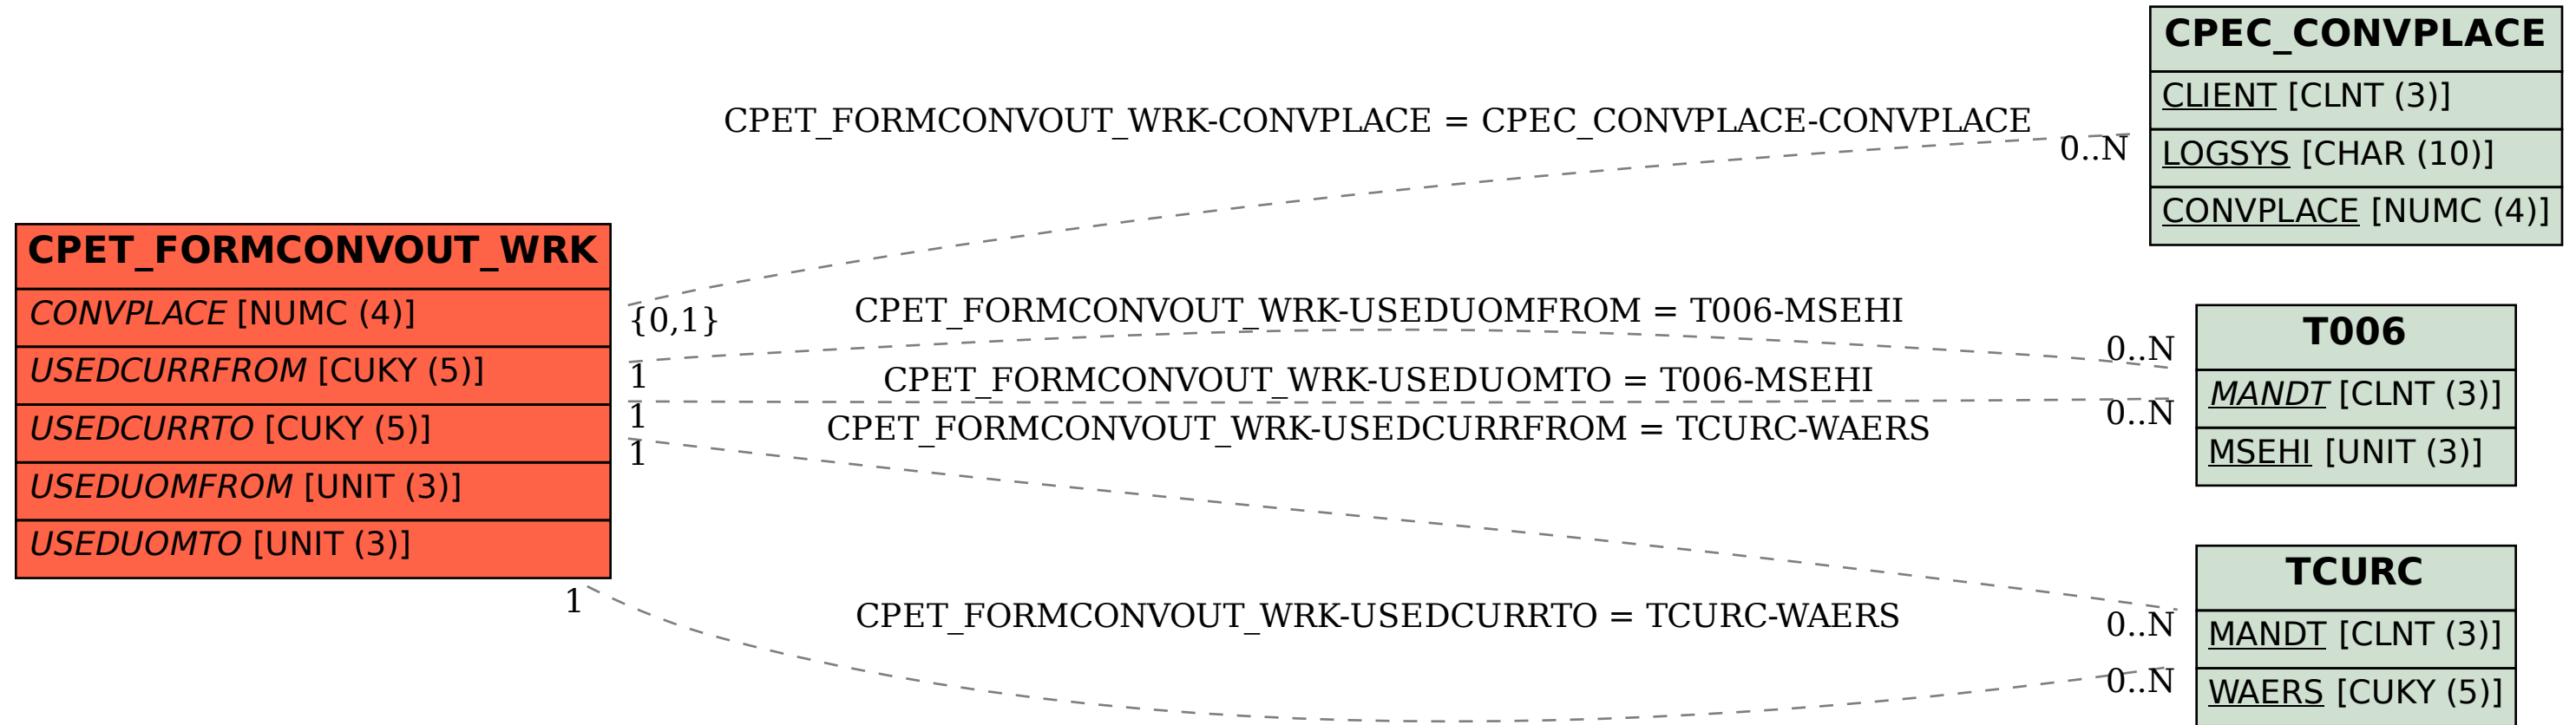 CPEC_CONVPLACE
CLIENT [CLNT (3)]
LOGSYS [CHAR (10)]
CONVPLACE [NUMC (4)]
CPET_FORMCONVOUT_WRK-CONVPLACE = CPEC_CONVPLACE-CONVPLACE
0..N
{0,1}
CPET_FORMCONVOUT_WRK
CONVPLACE [NUMC (4)]
USEDCURRFROM [CUKY (5)]
USEDCURRTO [CUKY (5)]
USEDUOMFROM [UNIT (3)]
USEDUOMTO [UNIT (3)]
CPET_FORMCONVOUT_WRK-USEDUOMFROM = T006-MSEHI
0..N
1
CPET_FORMCONVOUT_WRK-USEDUOMTO = T006-MSEHI
0..N
1
CPET_FORMCONVOUT_WRK-USEDCURRFROM = TCURC-WAERS
0..N
1
T006
MANDT [CLNT (3)]
MSEHI [UNIT (3)]
CPET_FORMCONVOUT_WRK-USEDCURRTO = TCURC-WAERS
0..N
1
TCURC
MANDT [CLNT (3)]
WAERS [CUKY (5)]